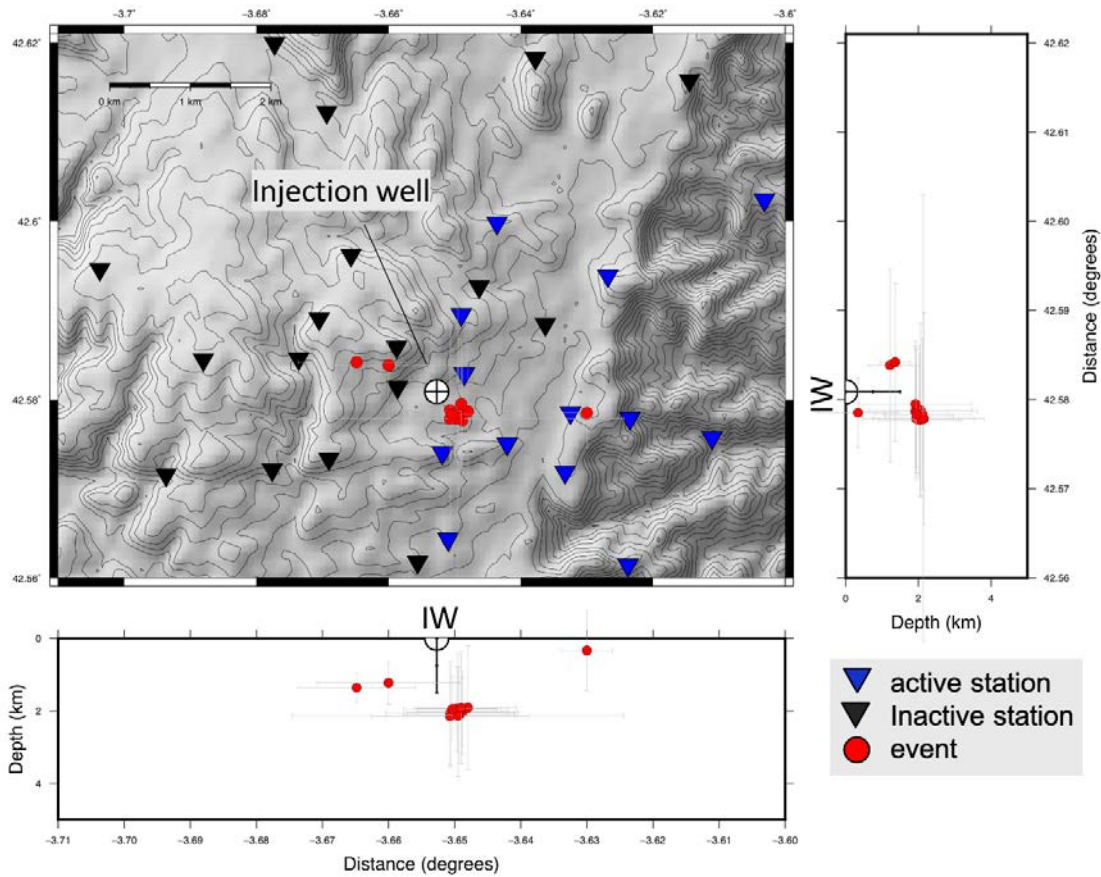 −3.7° −3.68° −3.66° −3.64° −3.62° −3.6°
42.62°
42.6°
42.58°
42.56°
0 km 1 km 2 km
Injection well
42.62
42.61
42.60
42.59
42.58
42.57
42.56
Distance (degrees)
IW
0 2 4
Depth (km)
IW
0
2
4
Depth (km)
−3.71 −3.70 −3.69 −3.68 −3.67 −3.66 −3.65 −3.64 −3.63 −3.62 −3.61 −3.60
Distance (degrees)
active station
Inactive station
event